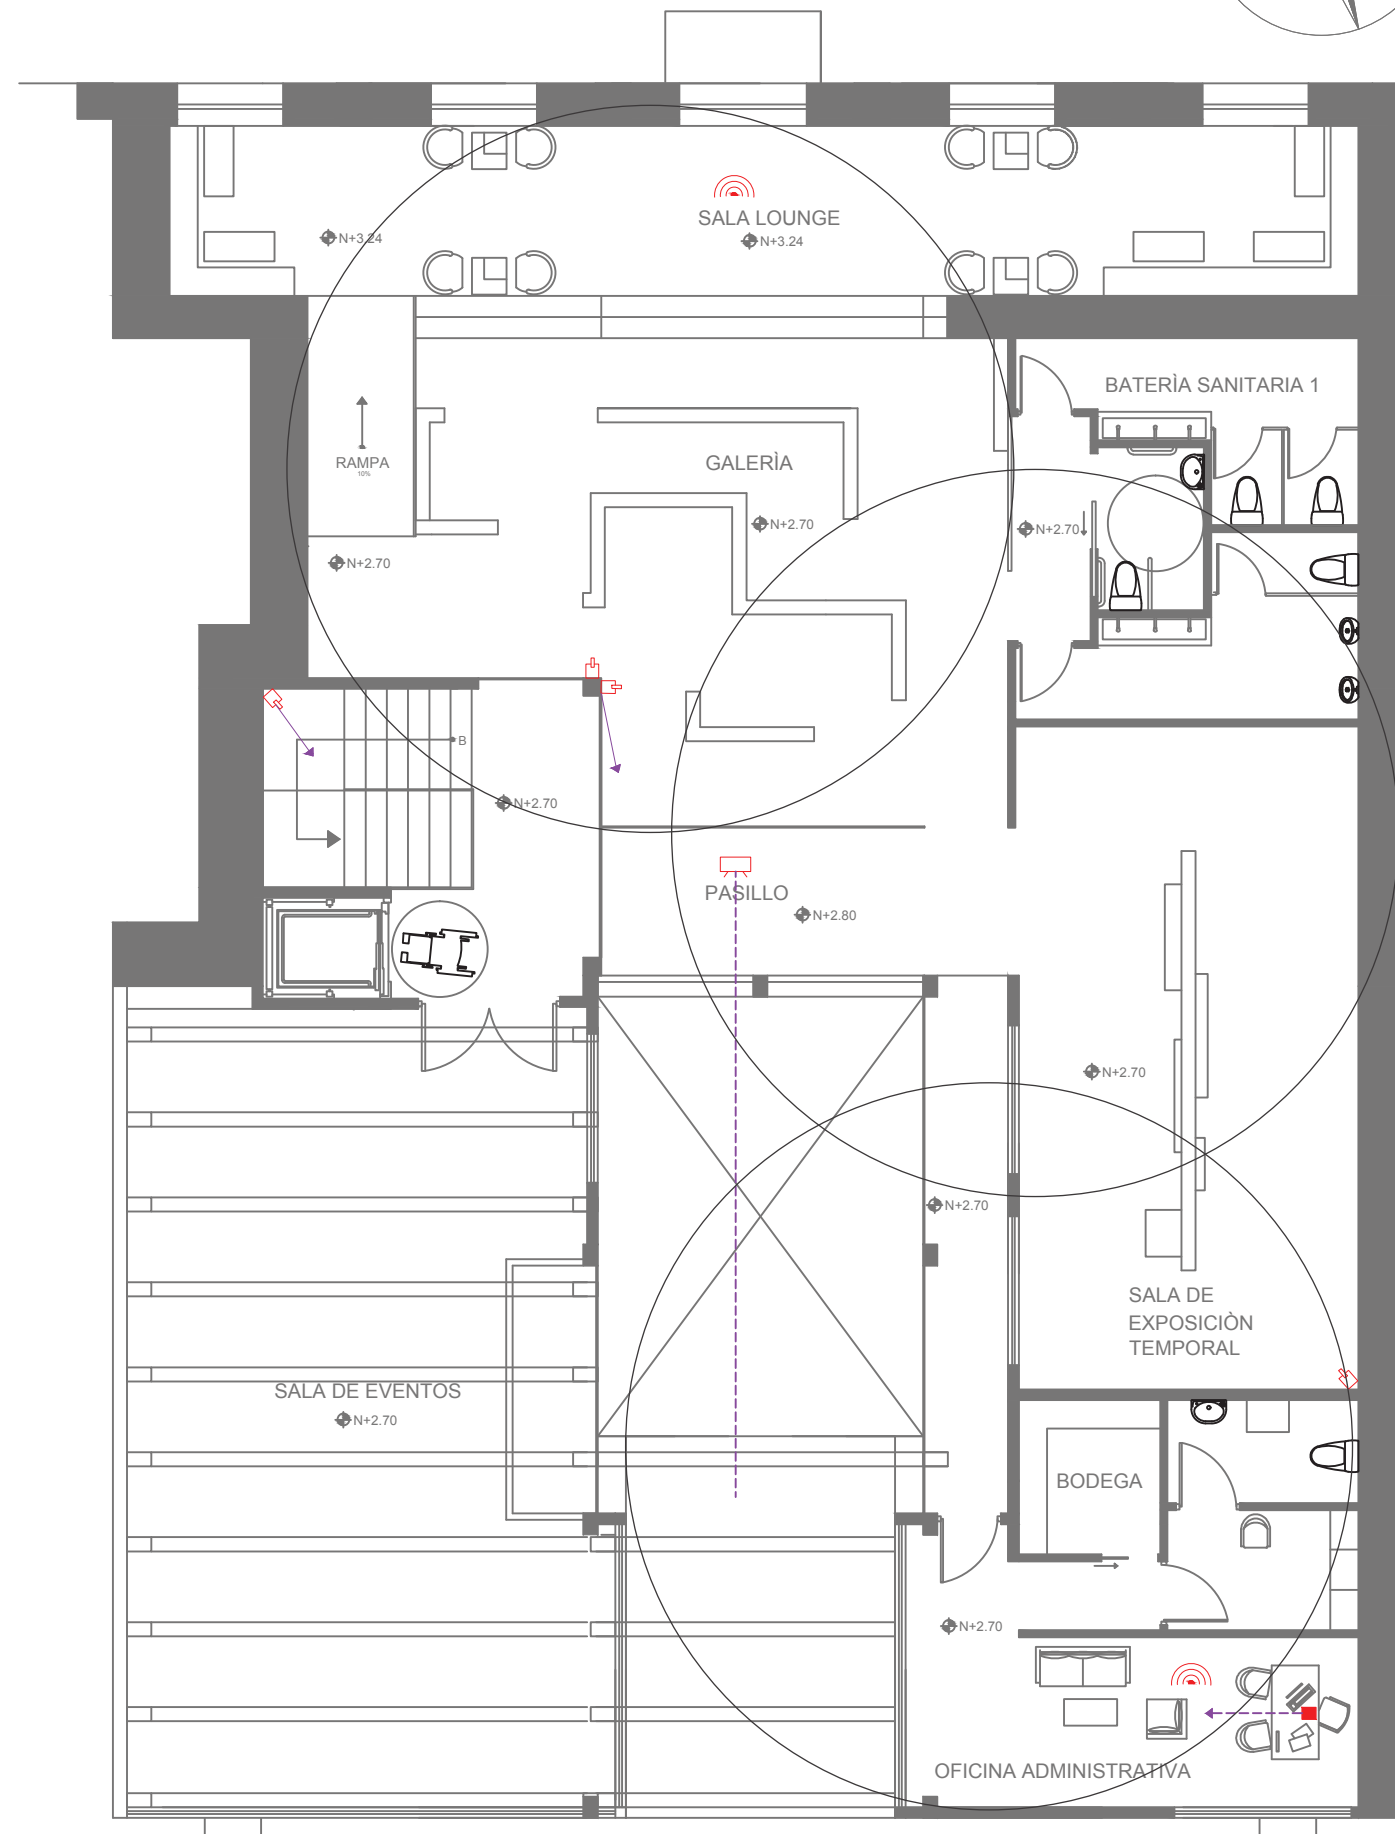 SALA LOUNGE
N+3.24
N+3.24
BATERÌA SANITARIA 1
GALERÌA
RAMPA
10%
N+2.70
N+2.70
N+2.70
B
N+2.70
PASILLO
N+2.80
N+2.70
N+2.70
SALA DE
EXPOSICIÒN
TEMPORAL
SALA DE EVENTOS
N+2.70
BODEGA
N+2.70
OFICINA ADMINISTRATIVA